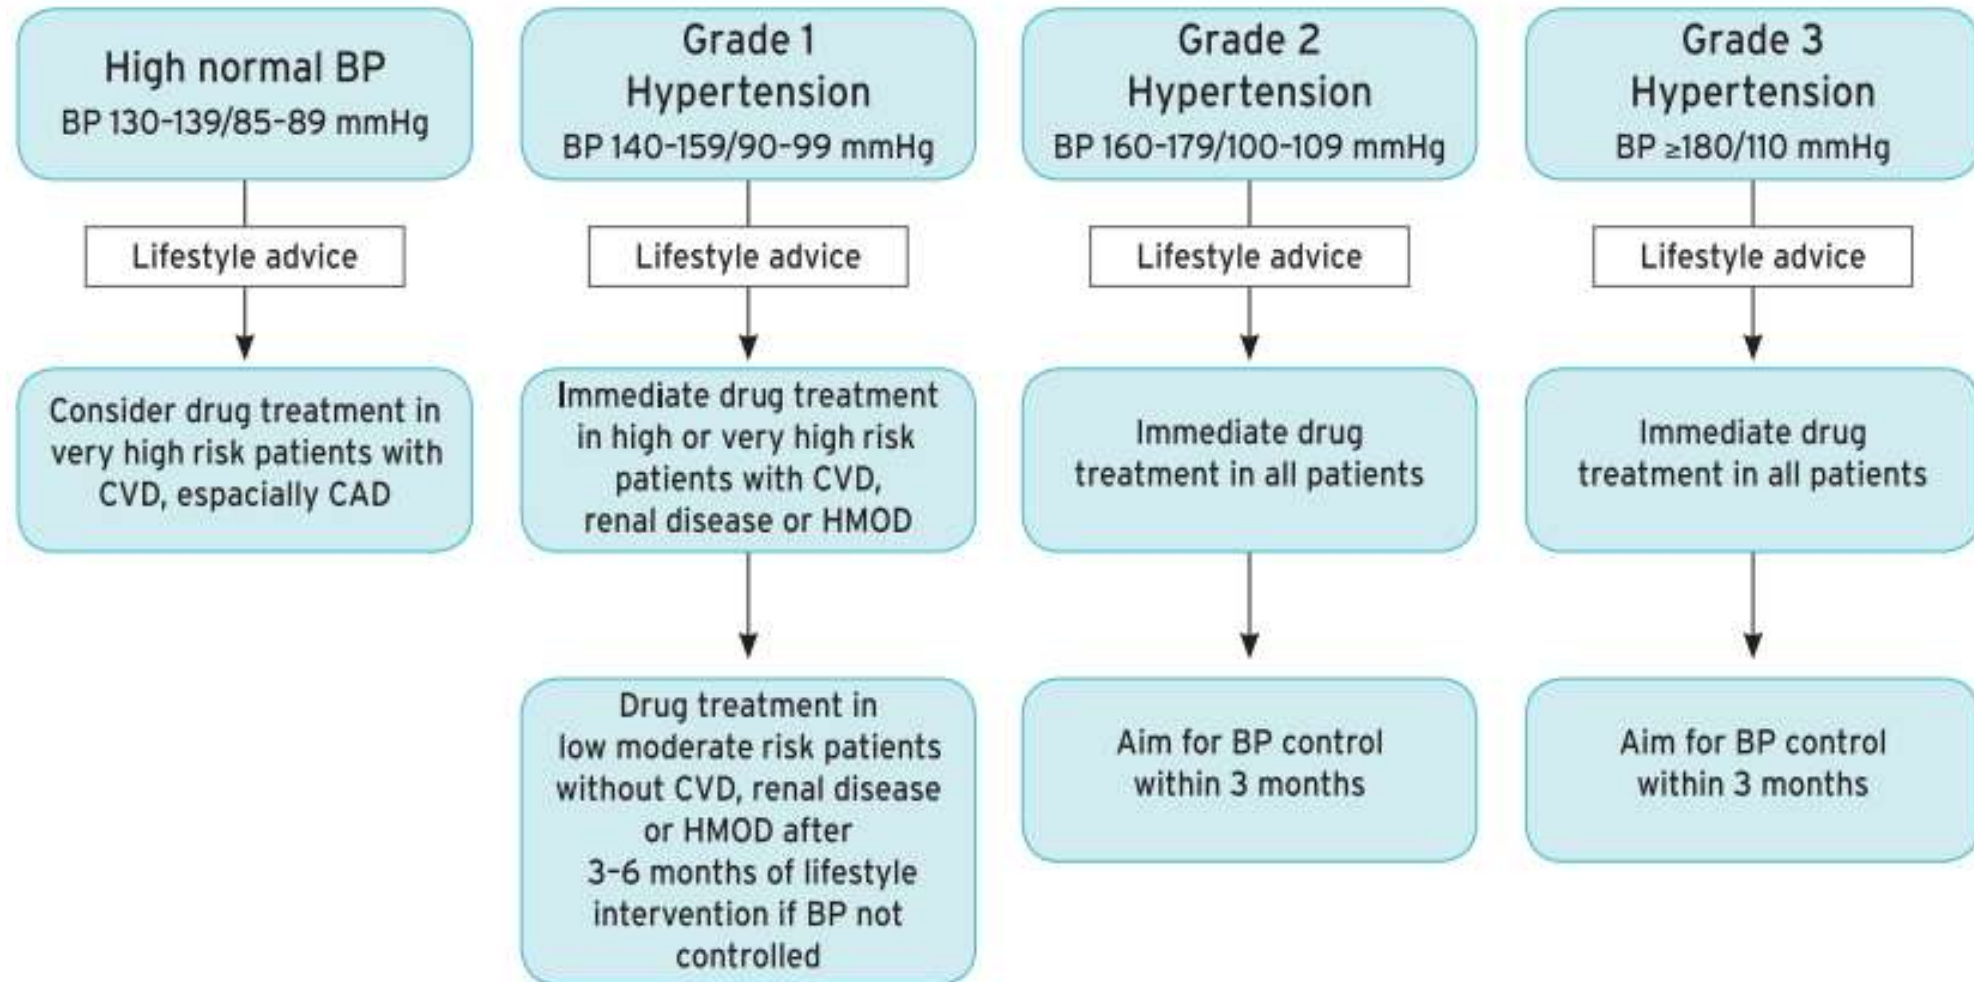 High normal BP
BP 130-139/85-89 mmHg
Lifestyle advice
Consider drug treatment in
very high risk patients with
CVD, espacially CAD
Grade 1
Hypertension
BP 140-159/90-99 mmHg
Lifestyle advice
Immediate drug treatment
in high or very high risk
patients with CVD,
renal disease or HMOD
Drug treatment in
low moderate risk patients
without CVD, renal disease
or HMOD after
3-6 months of lifestyle
intervention if BP not
controlled
Grade 2
Hypertension
BP 160-179/100-109 mmHg
Lifestyle advice
Immediate drug
treatment in all patients
Aim for BP control
within 3 months
Grade 3
Hypertension
BP ≥180/110 mmHg
Lifestyle advice
Immediate drug
treatment in all patients
Aim for BP control
within 3 months